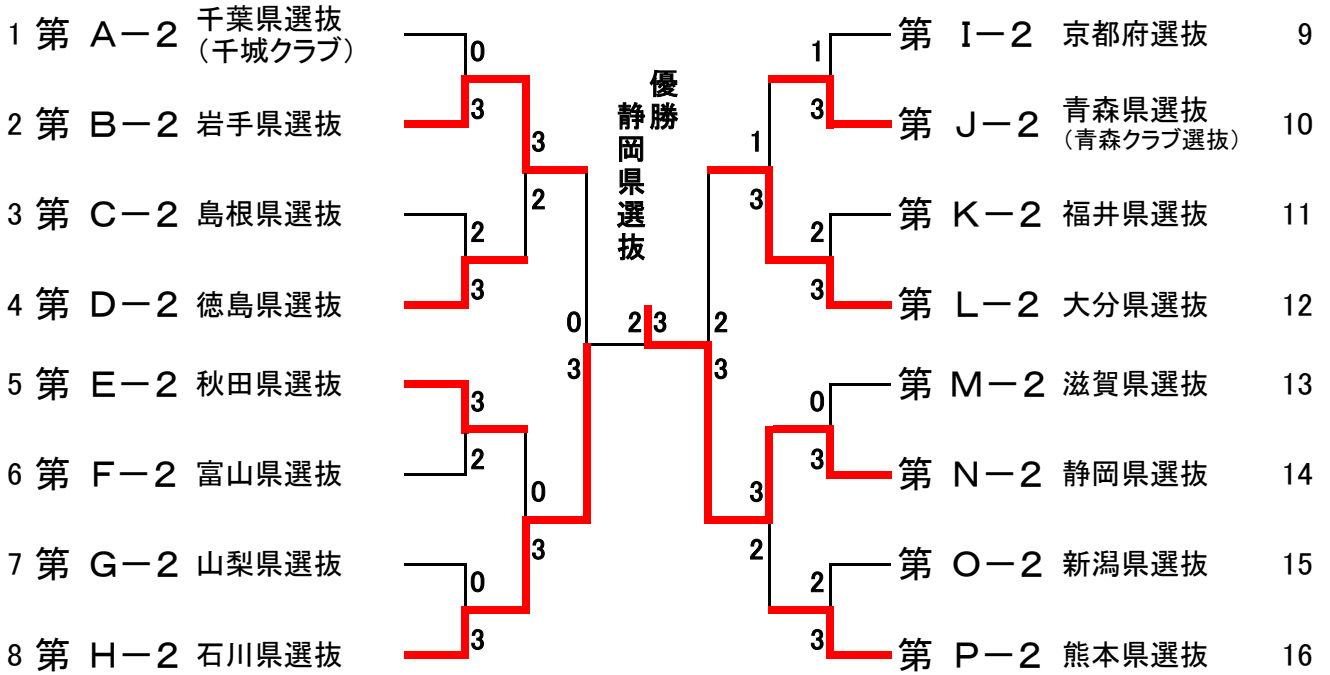 1 第 A－2 千葉県選抜
(千城クラブ)
2 第 B－2 岩手県選抜
3 第 C－2 島根県選抜
4 第 D－2 徳島県選抜
5 第 E－2 秋田県選抜
6 第 F－2 富山県選抜
7 第 G－2 山梨県選抜
8 第 H－2 石川県選抜
0
3
2
3
3
2
0
3
3
2
0
3
0
3
優勝
静岡県選抜
2 3
2
3
1
3
3
2
1
3
2
3
0
3
2
3
第 I－2 京都府選抜 9
第 J－2 青森県選抜 10
(青森クラブ選抜)
第 K－2 福井県選抜 11
第 L－2 大分県選抜 12
第 M－2 滋賀県選抜 13
第 N－2 静岡県選抜 14
第 O－2 新潟県選抜 15
第 P－2 熊本県選抜 16